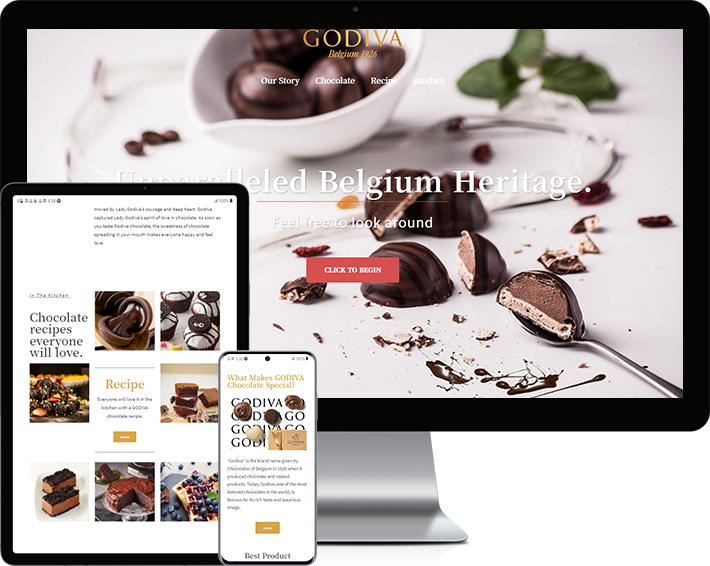 GODIVA
Belgium 1926
Our Story Chocolate Recipe product
Unparalleled Belgium Heritage.
Feel free to look around
CLICK TO BEGIN
100%
moved by Lady Godiva's courage and deep heart. Godiva
captured Lady Godiva's spirit of love in chocolate. As soon as
you taste Godiva chocolate, the sweetness of chocolate
spreading in your mouth makes everyone happy and feel
love.
In The Kitchen
Chocolate
recipes
everyone
will love.
Recipe
Everyone will love it in the
kitchen with a GODIVA
chocolate recipe.
100%
What Makes GODIVA
Chocolate Special?
GODIVA GO
GODIVA GO
GODIVA GO
GODI
GODIVA
"Godiva" is the brand name given by
Chocolatier of Belgium in 1926 when it
produced chocolate and related
products. Today, Godiva, one of the most
beloved chocolates in the world, is
famous for its rich taste and luxurious
image.
Best Product